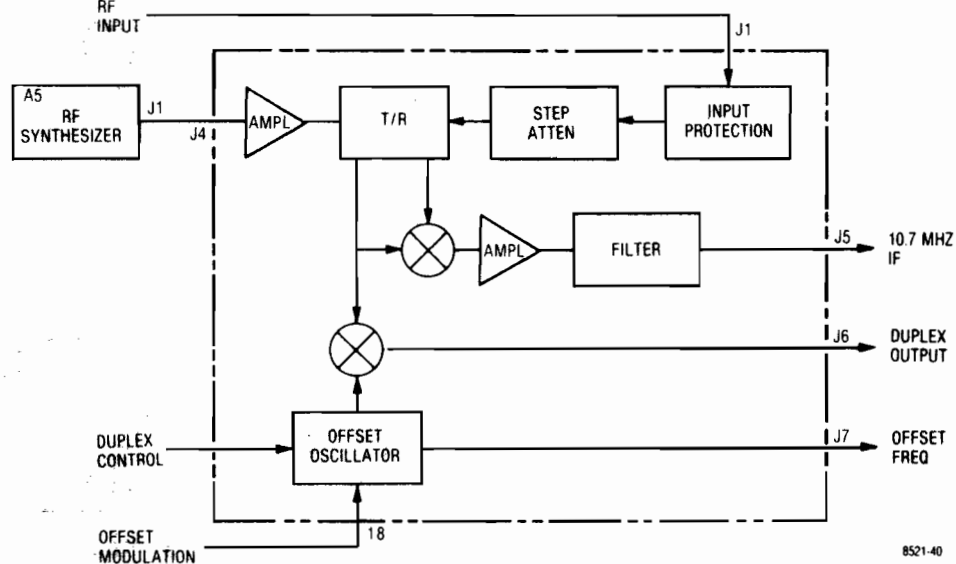 RF
INPUT
J1
A5
RF
SYNTHESIZER
J1
J4
AMPL
T/R
STEP
ATTEN
INPUT
PROTECTION
AMPL
FILTER
J5
10.7 MHZ
IF
J6
DUPLEX
OUTPUT
DUPLEX
CONTROL
OFFSET
OSCILLATOR
J7
OFFSET
FREQ
OFFSET
MODULATION
18
8521-40